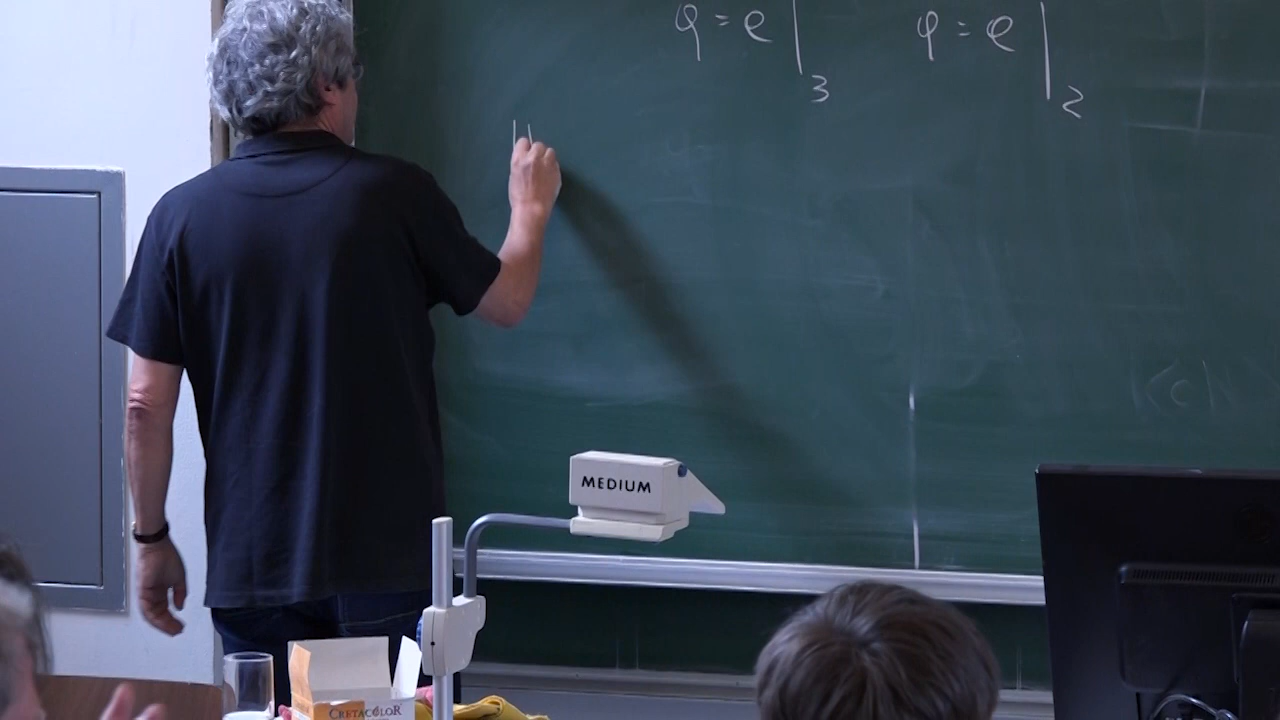 φ = e | 3 φ = e | 2
MEDIUM
CRETACOLOR